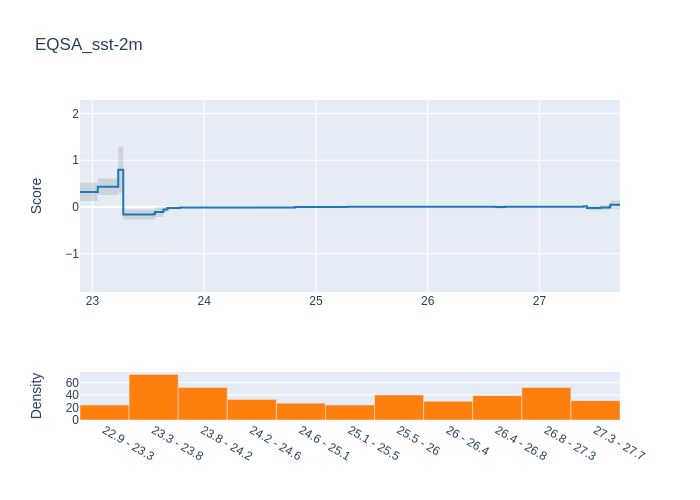 EQSA_sst-2m
Score
2
1
0
−1
23 24 25 26 27
Density
60
40
20
0
22.9 - 23.3
23.3 - 23.8
23.8 - 24.2
24.2 - 24.6
24.6 - 25.1
25.1 - 25.5
25.5 - 26
26 - 26.4
26.4 - 26.8
26.8 - 27.3
27.3 - 27.7